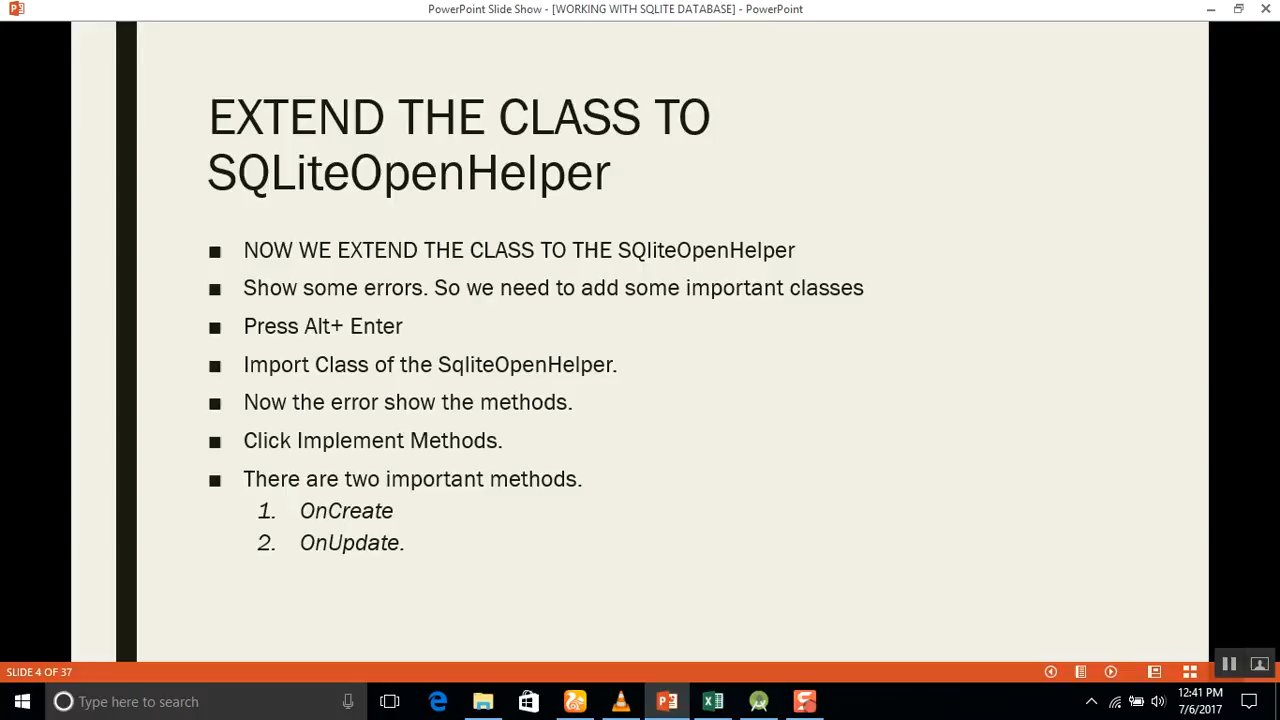 PowerPoint Slide Show - [WORKING WITH SQLITE DATABASE] - PowerPoint
EXTEND THE CLASS TO
SQLiteOpenHelper
■ NOW WE EXTEND THE CLASS TO THE SQliteOpenHelper
■ Show some errors. So we need to add some important classes
■ Press Alt+ Enter
■ Import Class of the SqliteOpenHelper.
■ Now the error show the methods.
■ Click Implement Methods.
■ There are two important methods.
1. OnCreate
2. OnUpdate.
SLIDE 4 OF 37
Type here to search
12:41 PM
7/6/2017